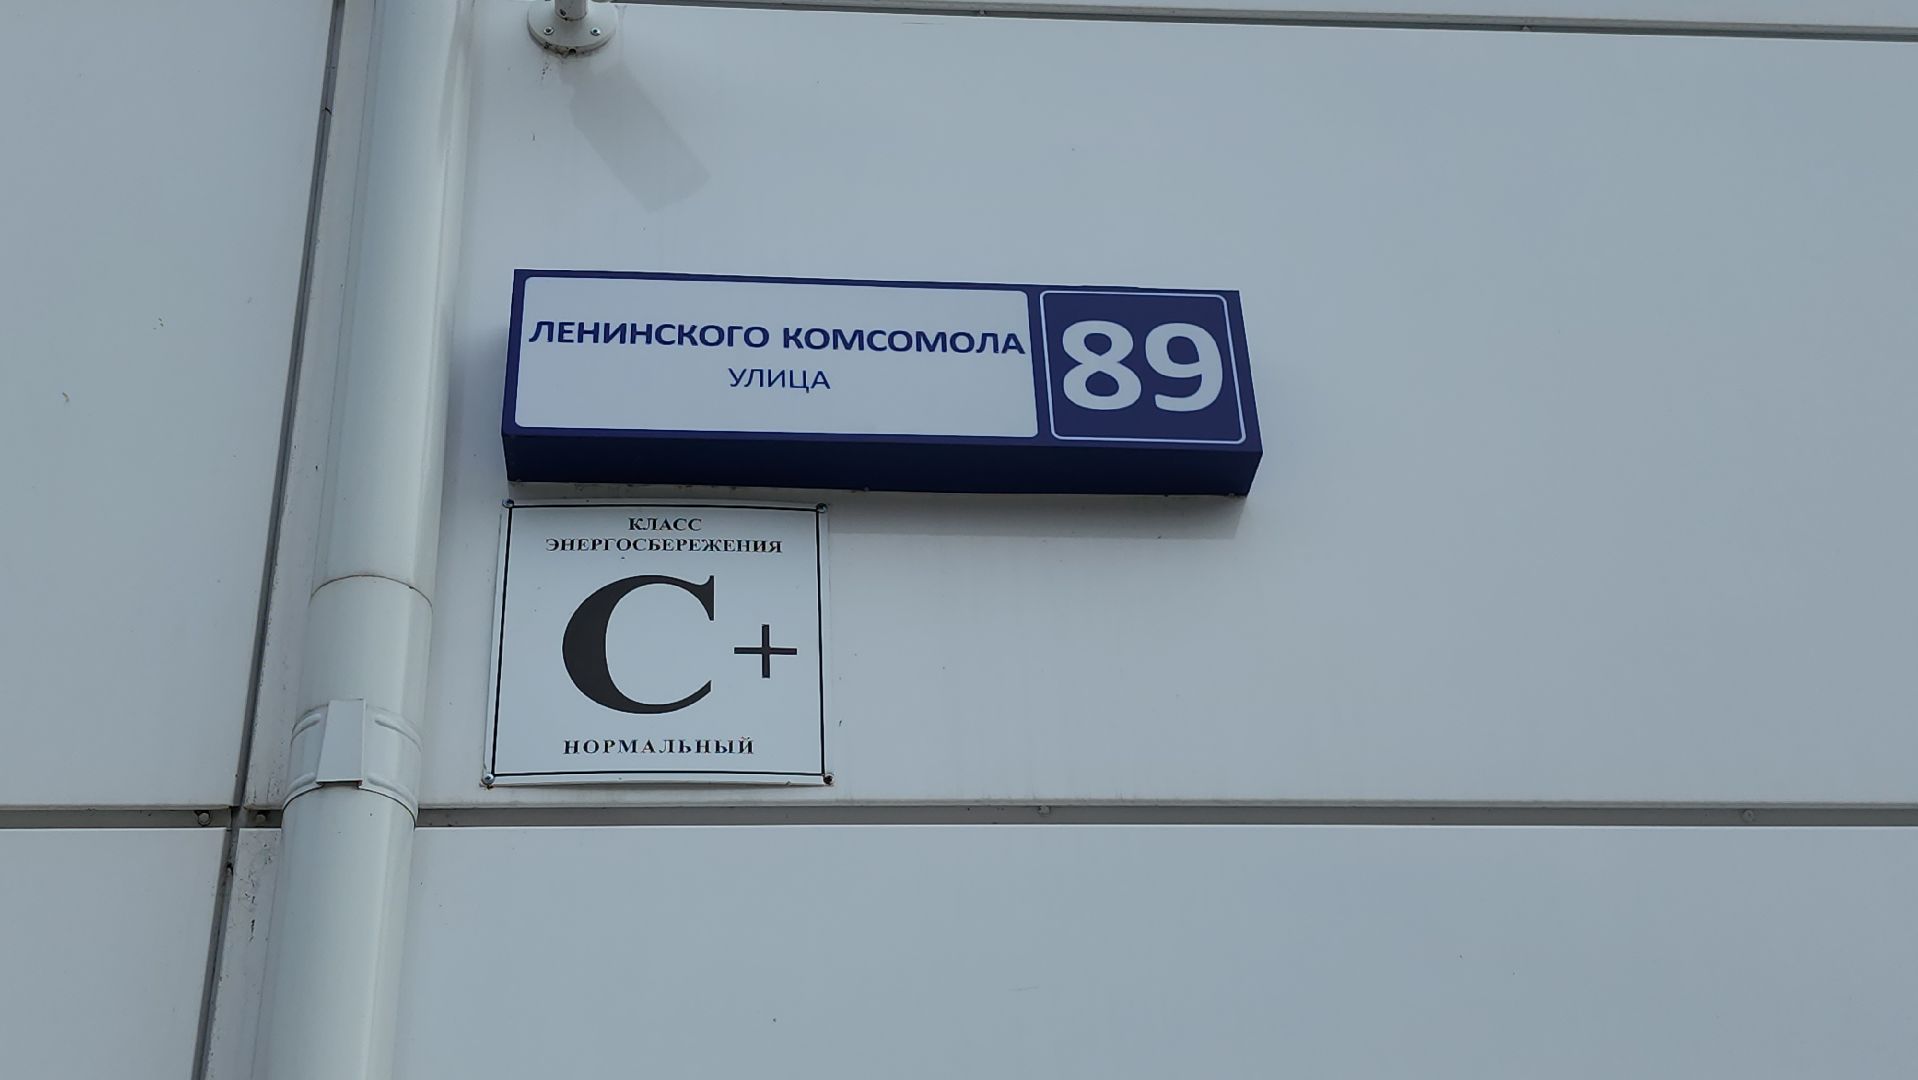 ЛЕНИНСКОГО КОМСОМОЛА
УЛИЦА
89
КЛАСС
ЭНЕРГОСБЕРЕЖЕНИЯ
C+
НОРМАЛЬНЫЙ